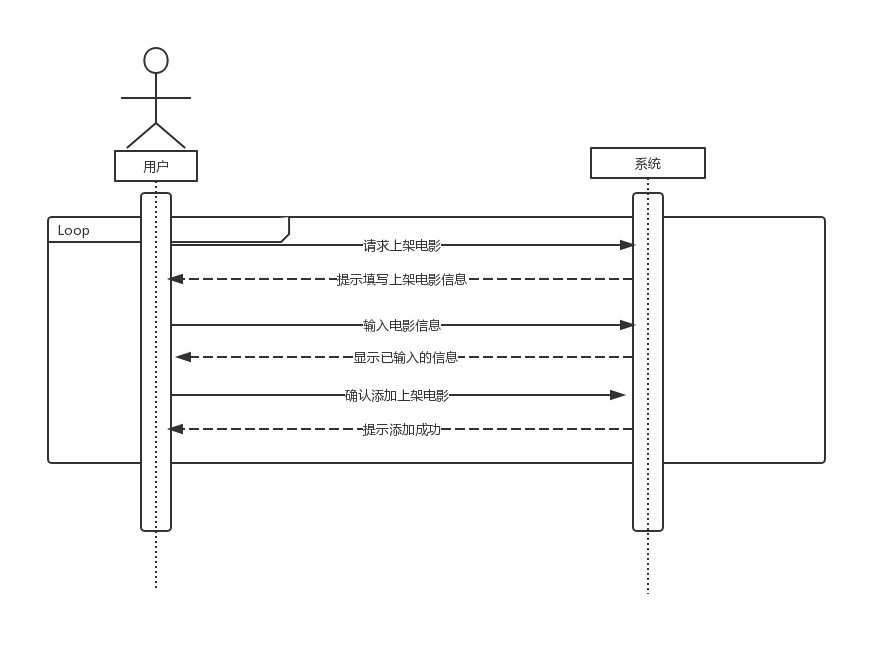 用户
系统
Loop
请求上架电影
提示填写上架电影信息
输入电影信息
显示已输入的信息
确认添加上架电影
提示添加成功